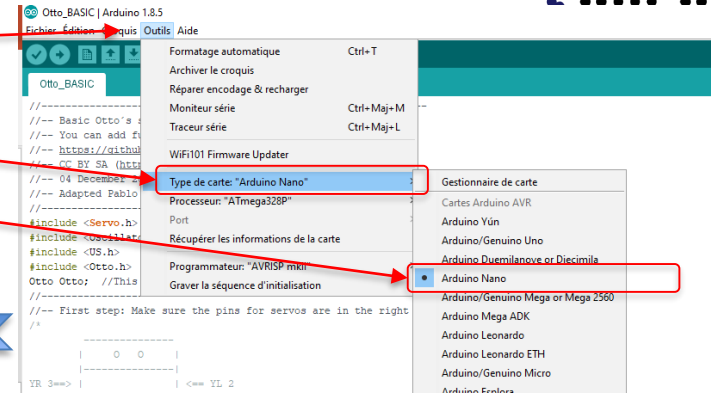 Otto_BASIC | Arduino 1.8.5
Fichier Édition Croquis Outils Aide
Formatage automatique Ctrl+T
Archiver le croquis
Réparer encodage & recharger
Moniteur série Ctrl+Maj+M
Traceur série Ctrl+Maj+L
WiFi101 Firmware Updater
Type de carte: "Arduino Nano"
Processeur: "ATmega328P"
Port
Récupérer les informations de la carte
Programmateur: "AVRISP mkII"
Graver la séquence d'initialisation
Gestionnaire de carte
Cartes Arduino AVR
Arduino Yún
Arduino/Genuino Uno
Arduino Duemilanove or Diecimila
Arduino Nano
Arduino/Genuino Mega or Mega 2560
Arduino Mega ADK
Arduino Leonardo
Arduino Leonardo ETH
Arduino/Genuino Micro
Arduino Esplora
Otto_BASIC
//-----------------
//-- Basic Otto's
//-- You can add
//-- https://github
//-- CC BY SA (http
//-- 04 December
//-- Adapted Pablo
//-----------------
#include <Servo.h>
#include <Oscillato
#include <US.h>
#include <Otto.h>
Otto Otto; //This
//-----------------
//-- First step: Make sure the pins for servos are in the right
/*
---------------
| O O |
|---------------|
YR 3==> | | <== YL 2